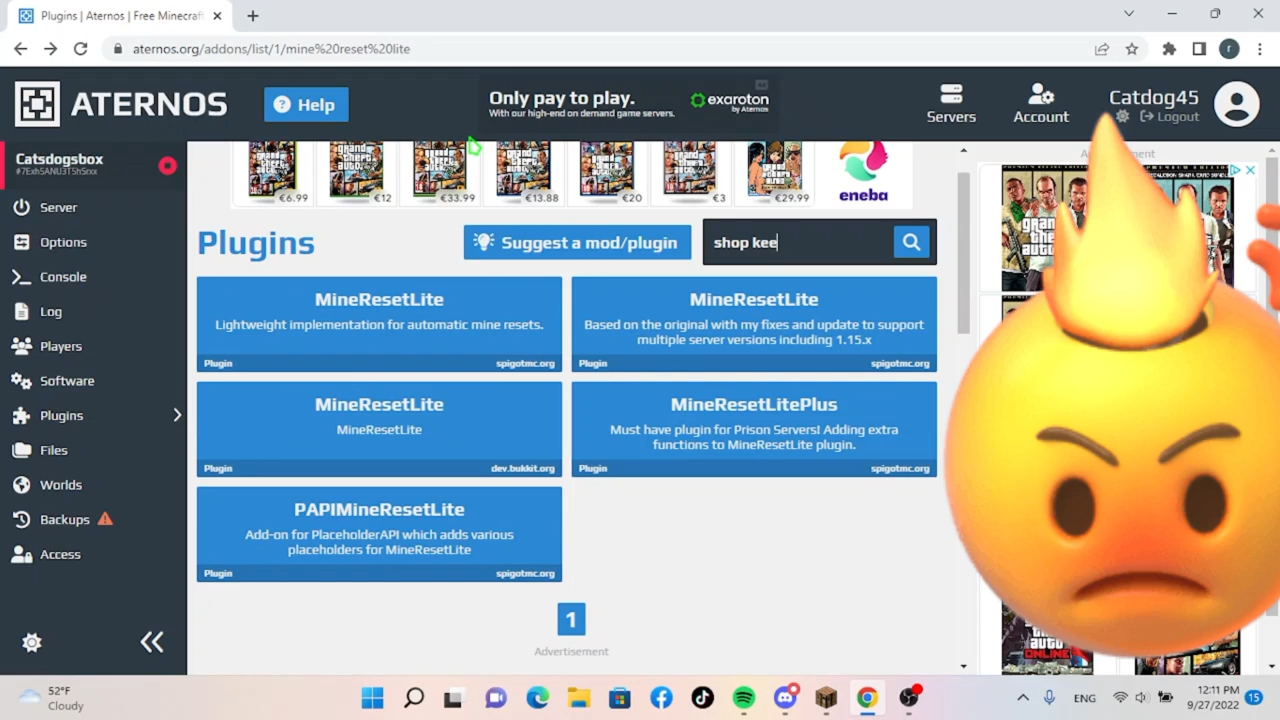 Plugins | Aternos | Free Minecraft
aternos.org/addons/list/1/mine%20reset%20lite
r
ATERNOS
Help
Only pay to play.
With our high-end on demand game servers.
Ad
exaroton
by Aternos
Servers
Account
Catdog45
Logout
Catsdogsbox
Server
Options
Console
Log
Players
Software
Plugins
Files
Worlds
Backups
Access
€6.99
€12
€33.99
€13.88
€20
€3
€29.99
eneba
Advertisement
Plugins
Suggest a mod/plugin
shop kee
MineResetLite
Lightweight implementation for automatic mine resets.
Plugin
spigotmc.org
MineResetLite
Based on the original with my fixes and update to support
multiple server versions including 1.15.x
Plugin
spigotmc.org
MineResetLite
MineResetLite
Plugin
dev.bukkit.org
MineResetLitePlus
Must have plugin for Prison Servers! Adding extra
functions to MineResetLite plugin.
Plugin
spigotmc.org
PAPIMineResetLite
Add-on for PlaceholderAPI which adds various
placeholders for MineResetLite
Plugin
spigotmc.org
1
Advertisement
ONLINE
52°F
Cloudy
ENG
12:11 PM
9/27/2022
15